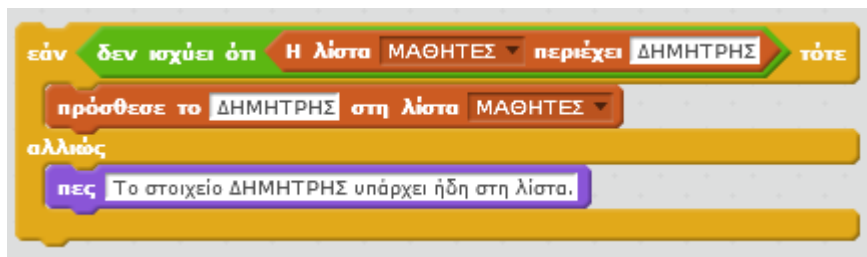 εάν δεν ισχύει ότι Η λίστα ΜΑΘΗΤΕΣ περιέχει ΔΗΜΗΤΡΗΣ τότε
πρόσθεσε το ΔΗΜΗΤΡΗΣ στη λίστα ΜΑΘΗΤΕΣ
αλλιώς
πες Το στοιχείο ΔΗΜΗΤΡΗΣ υπάρχει ήδη στη λίστα.